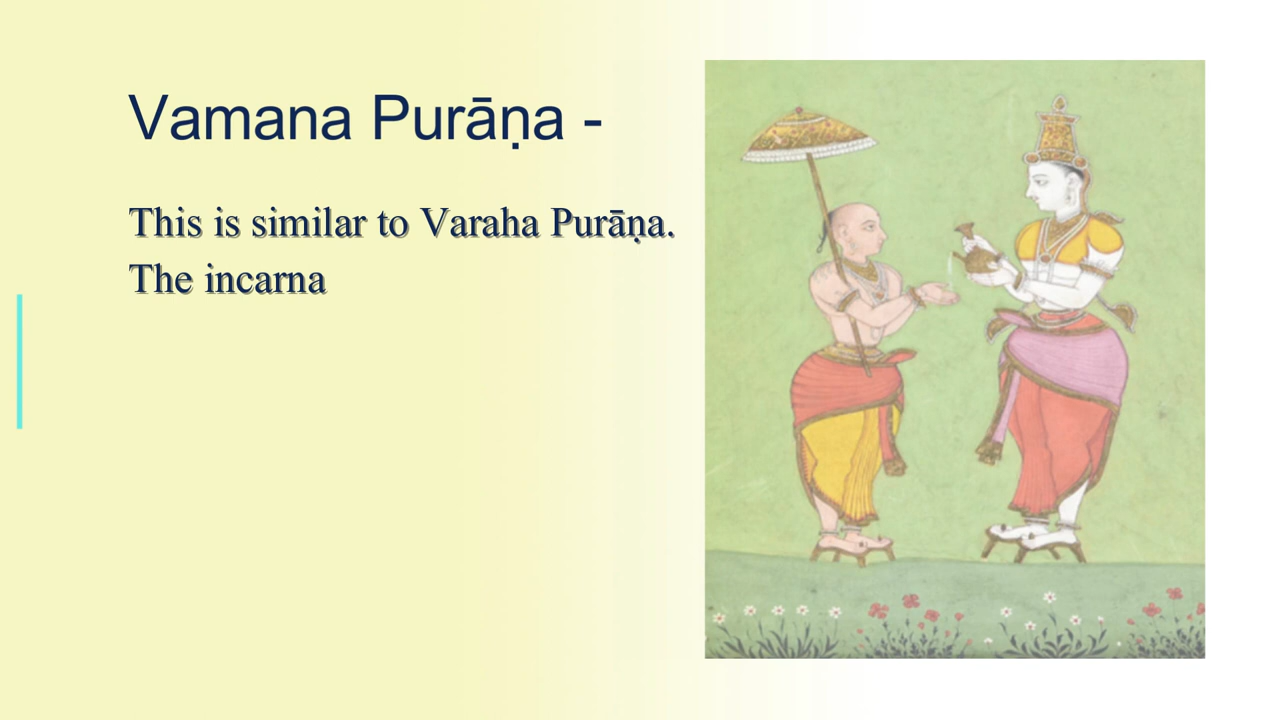 Vamana Purāṇa -
This is similar to Varaha Purāṇa.
The incarna